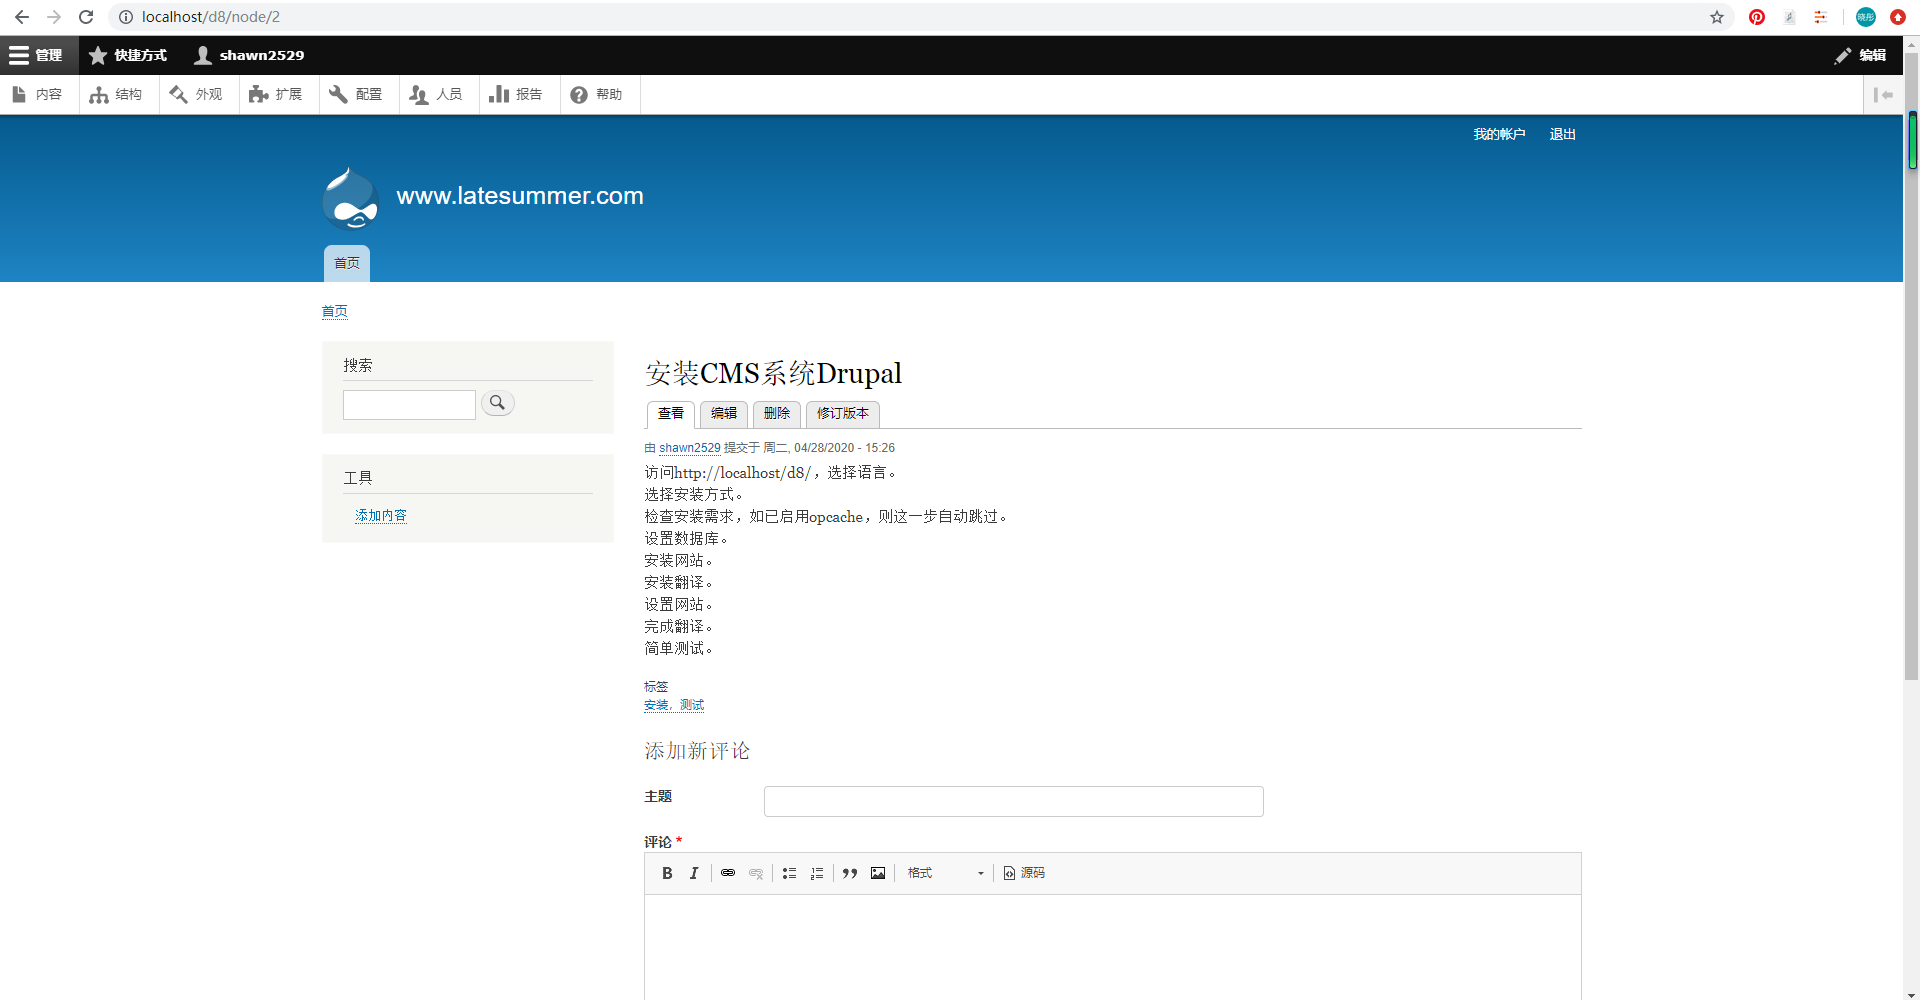 localhost/d8/node/2
晓彤
管理 快捷方式 shawn2529 编辑
内容 结构 外观 扩展 配置 人员 报告 帮助
我的帐户 退出
www.latesummer.com
首页
首页
搜索
工具
添加内容
安装CMS系统Drupal
查看 编辑 删除 修订版本
由 shawn2529 提交于 周二, 04/28/2020 - 15:26
访问http://localhost/d8/，选择语言。
选择安装方式。
检查安装需求，如已启用opcache，则这一步自动跳过。
设置数据库。
安装网站。
安装翻译。
设置网站。
完成翻译。
简单测试。
标签
安装，测试
添加新评论
主题
评论 *
B I 格式 源码